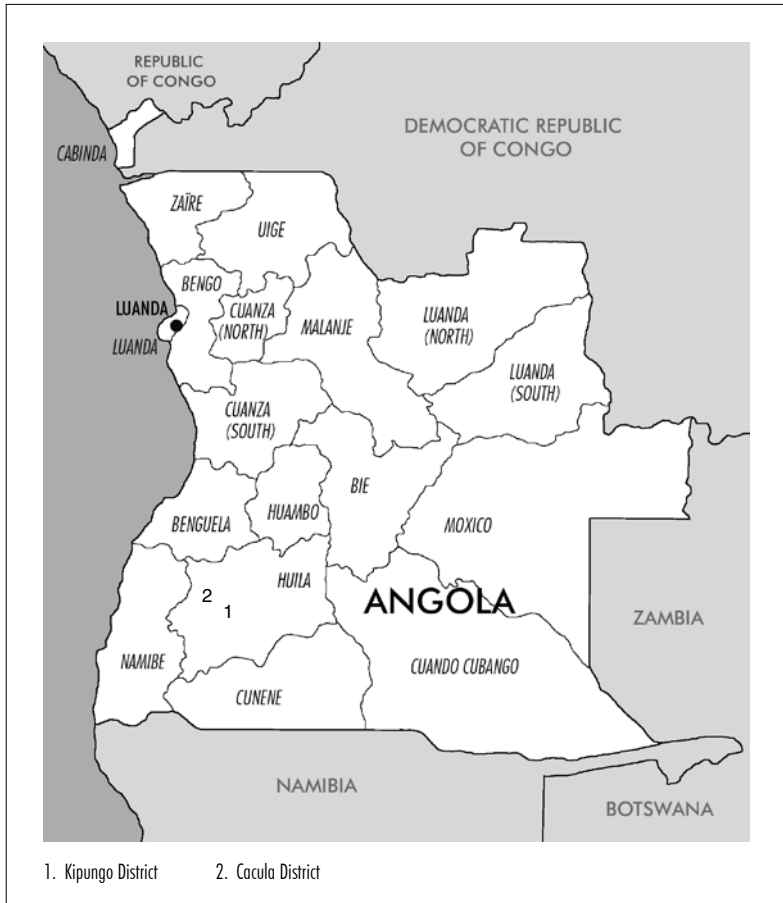 REPUBLIC
OF CONGO
DEMOCRATIC REPUBLIC
OF CONGO
CABINDA
ZAÏRE
UIGE
BENGO
LUANDA
LUANDA
CUANZA
(NORTH)
MALANJE
LUANDA
(NORTH)
LUANDA
(SOUTH)
CUANZA
(SOUTH)
BIE
HUAMBO
BENGUELA
MOXICO
HUILA
2
1
ANGOLA
ZAMBIA
NAMIBE
CUANDO CUBANGO
CUNENE
NAMIBIA
BOTSWANA
1. Kipungo District 2. Cacula District